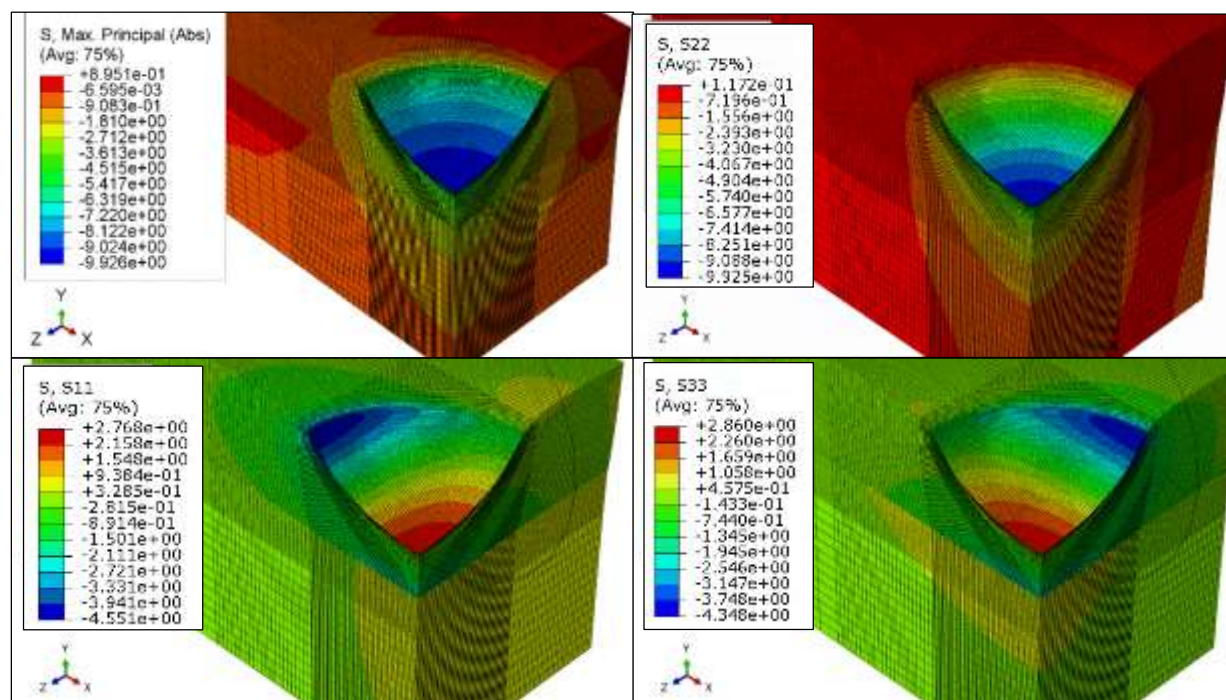 S, Max. Principal (Abs)
(Avg: 75%)
+8.951e-01
-6.595e-03
-9.083e-01
-1.810e+00
-2.712e+00
-3.613e+00
-4.515e+00
-5.417e+00
-6.319e+00
-7.220e+00
-8.122e+00
-9.024e+00
-9.926e+00
Y
Z X
S, S22
(Avg: 75%)
+1.172e-01
-7.196e-01
-1.556e+00
-2.393e+00
-3.230e+00
-4.067e+00
-4.904e+00
-5.740e+00
-6.577e+00
-7.414e+00
-8.251e+00
-9.088e+00
-9.925e+00
Y
Z X
S, S11
(Avg: 75%)
+2.768e+00
+2.158e+00
+1.548e+00
+9.384e-01
+3.285e-01
-2.815e-01
-8.914e-01
-1.501e+00
-2.111e+00
-2.721e+00
-3.331e+00
-3.941e+00
-4.551e+00
Y
Z X
S, S33
(Avg: 75%)
+2.860e+00
+2.260e+00
+1.659e+00
+1.058e+00
+4.575e-01
-1.433e-01
-7.440e-01
-1.345e+00
-1.945e+00
-2.546e+00
-3.147e+00
-3.748e+00
-4.348e+00
Y
Z X